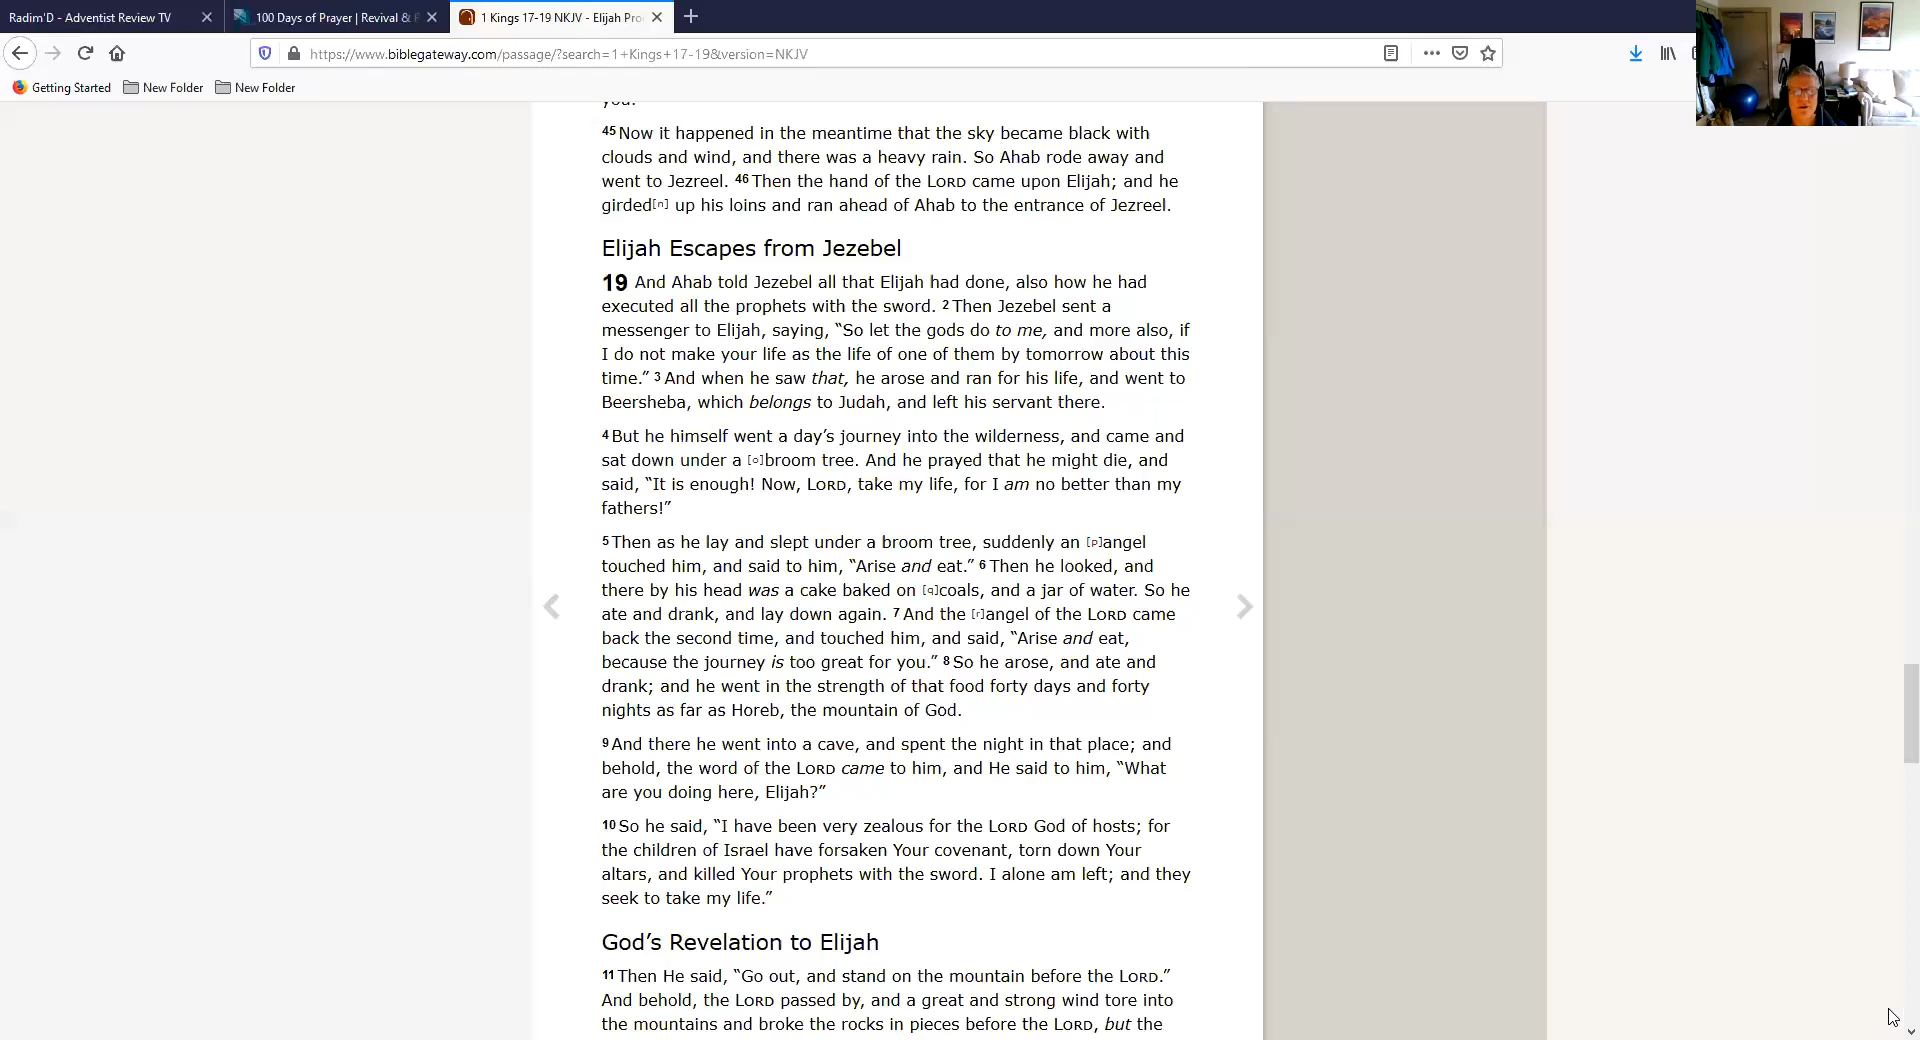 Radim'D - Adventist Review TV
100 Days of Prayer | Revival &
1 Kings 17-19 NKJV - Elijah Pro
https://www.biblegateway.com/passage/?search=1+Kings+17-19&version=NKJV
Getting Started New Folder New Folder
you."
45 Now it happened in the meantime that the sky became black with
clouds and wind, and there was a heavy rain. So Ahab rode away and
went to Jezreel. 46 Then the hand of the LORD came upon Elijah; and he
girded[n] up his loins and ran ahead of Ahab to the entrance of Jezreel.
Elijah Escapes from Jezebel
19 And Ahab told Jezebel all that Elijah had done, also how he had
executed all the prophets with the sword. 2 Then Jezebel sent a
messenger to Elijah, saying, “So let the gods do to me, and more also, if
I do not make your life as the life of one of them by tomorrow about this
time.” 3 And when he saw that, he arose and ran for his life, and went to
Beersheba, which belongs to Judah, and left his servant there.
4 But he himself went a day’s journey into the wilderness, and came and
sat down under a [o]broom tree. And he prayed that he might die, and
said, “It is enough! Now, LORD, take my life, for I am no better than my
fathers!”
5 Then as he lay and slept under a broom tree, suddenly an [p]angel
touched him, and said to him, “Arise and eat.” 6 Then he looked, and
there by his head was a cake baked on [q]coals, and a jar of water. So he
ate and drank, and lay down again. 7 And the [r]angel of the LORD came
back the second time, and touched him, and said, “Arise and eat,
because the journey is too great for you.” 8 So he arose, and ate and
drank; and he went in the strength of that food forty days and forty
nights as far as Horeb, the mountain of God.
9 And there he went into a cave, and spent the night in that place; and
behold, the word of the LORD came to him, and He said to him, “What
are you doing here, Elijah?”
10 So he said, “I have been very zealous for the LORD God of hosts; for
the children of Israel have forsaken Your covenant, torn down Your
altars, and killed Your prophets with the sword. I alone am left; and they
seek to take my life.”
God’s Revelation to Elijah
11 Then He said, “Go out, and stand on the mountain before the LORD.”
And behold, the LORD passed by, and a great and strong wind tore into
the mountains and broke the rocks in pieces before the LORD, but the